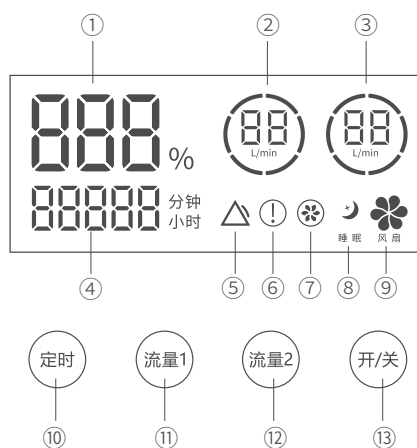 ① ② ③
888 % 88 L/min 88 L/min
88888 分钟
小时
睡眠 风扇
④ ⑤ ⑥ ⑦ ⑧ ⑨
定时 流量1 流量2 开/关
⑩ ⑪ ⑫ ⑬